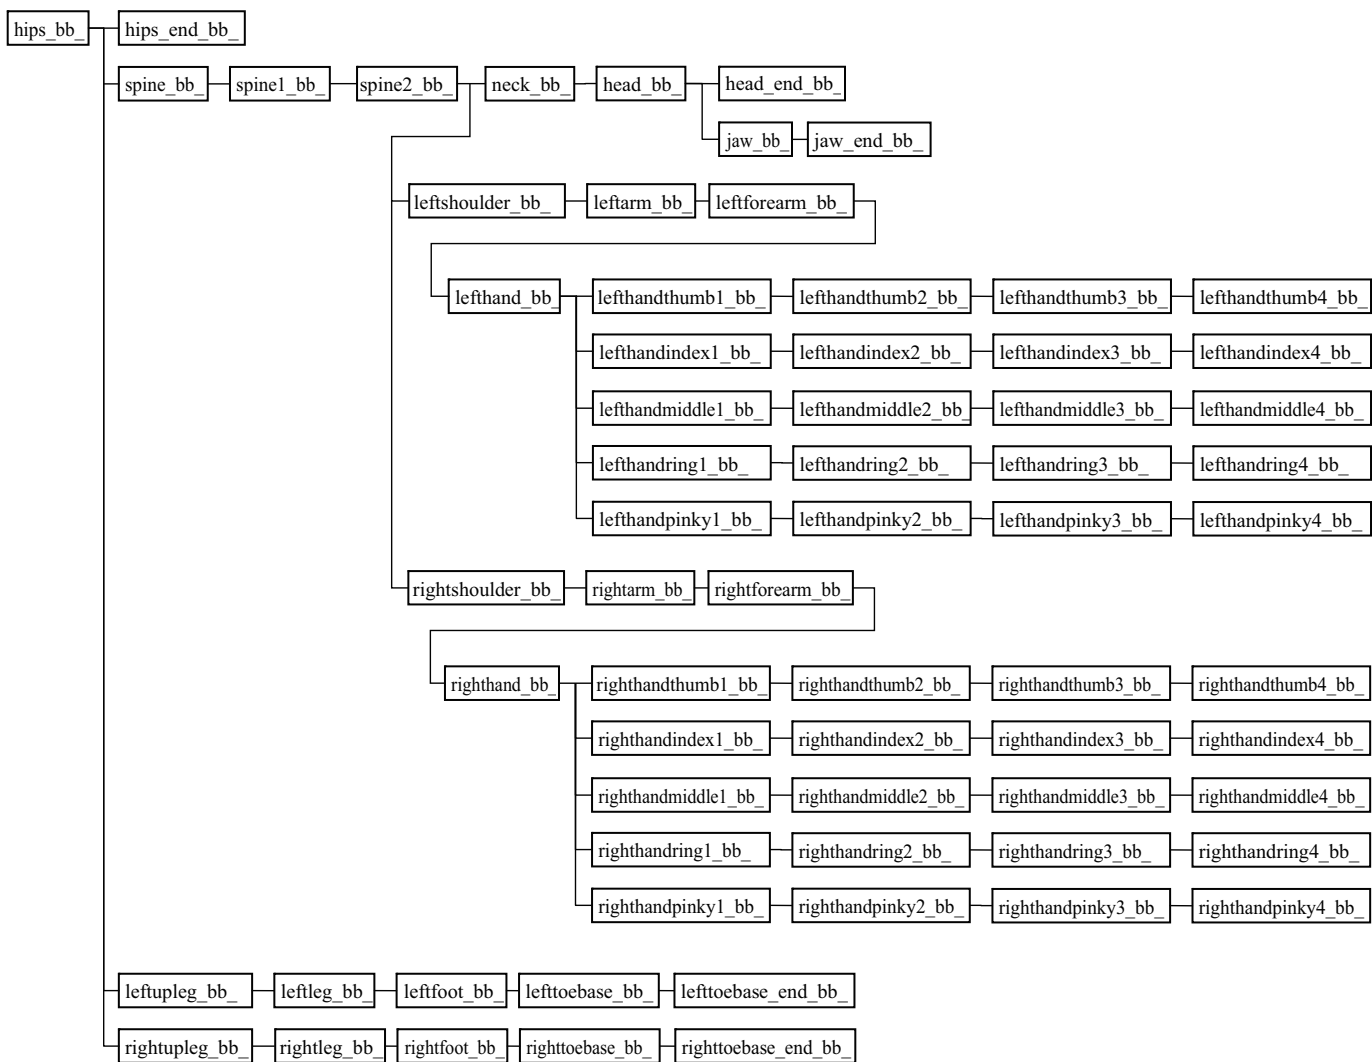 hips_bb_ hips_end_bb_
spine_bb_ spine1_bb_ spine2_bb_ neck_bb_ head_bb_ head_end_bb_
jaw_bb_ jaw_end_bb_
leftshoulder_bb_ leftarm_bb_ leftforearm_bb_
lefthand_bb_ lefthandthumb1_bb_ lefthandthumb2_bb_ lefthandthumb3_bb_ lefthandthumb4_bb_
lefthandindex1_bb_ lefthandindex2_bb_ lefthandindex3_bb_ lefthandindex4_bb_
lefthandmiddle1_bb_ lefthandmiddle2_bb_ lefthandmiddle3_bb_ lefthandmiddle4_bb_
lefthandring1_bb_ lefthandring2_bb_ lefthandring3_bb_ lefthandring4_bb_
lefthandpinky1_bb_ lefthandpinky2_bb_ lefthandpinky3_bb_ lefthandpinky4_bb_
rightshoulder_bb_ rightarm_bb_ rightforearm_bb_
righthand_bb_ righthandthumb1_bb_ righthandthumb2_bb_ righthandthumb3_bb_ righthandthumb4_bb_
righthandindex1_bb_ righthandindex2_bb_ righthandindex3_bb_ righthandindex4_bb_
righthandmiddle1_bb_ righthandmiddle2_bb_ righthandmiddle3_bb_ righthandmiddle4_bb_
righthandring1_bb_ righthandring2_bb_ righthandring3_bb_ righthandring4_bb_
righthandpinky1_bb_ righthandpinky2_bb_ righthandpinky3_bb_ righthandpinky4_bb_
leftupleg_bb_ leftleg_bb_ leftfoot_bb_ lefttoebase_bb_ lefttoebase_end_bb_
rightupleg_bb_ rightleg_bb_ rightfoot_bb_ righttoebase_bb_ righttoebase_end_bb_